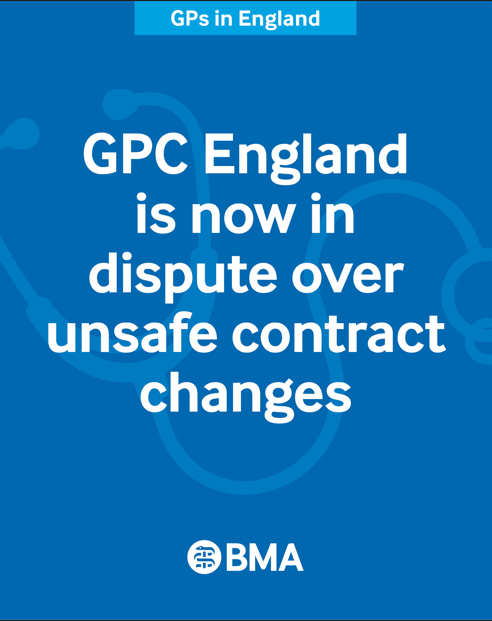 GPs in England
GPC England
is now in
dispute over
unsafe contract
changes
BMA